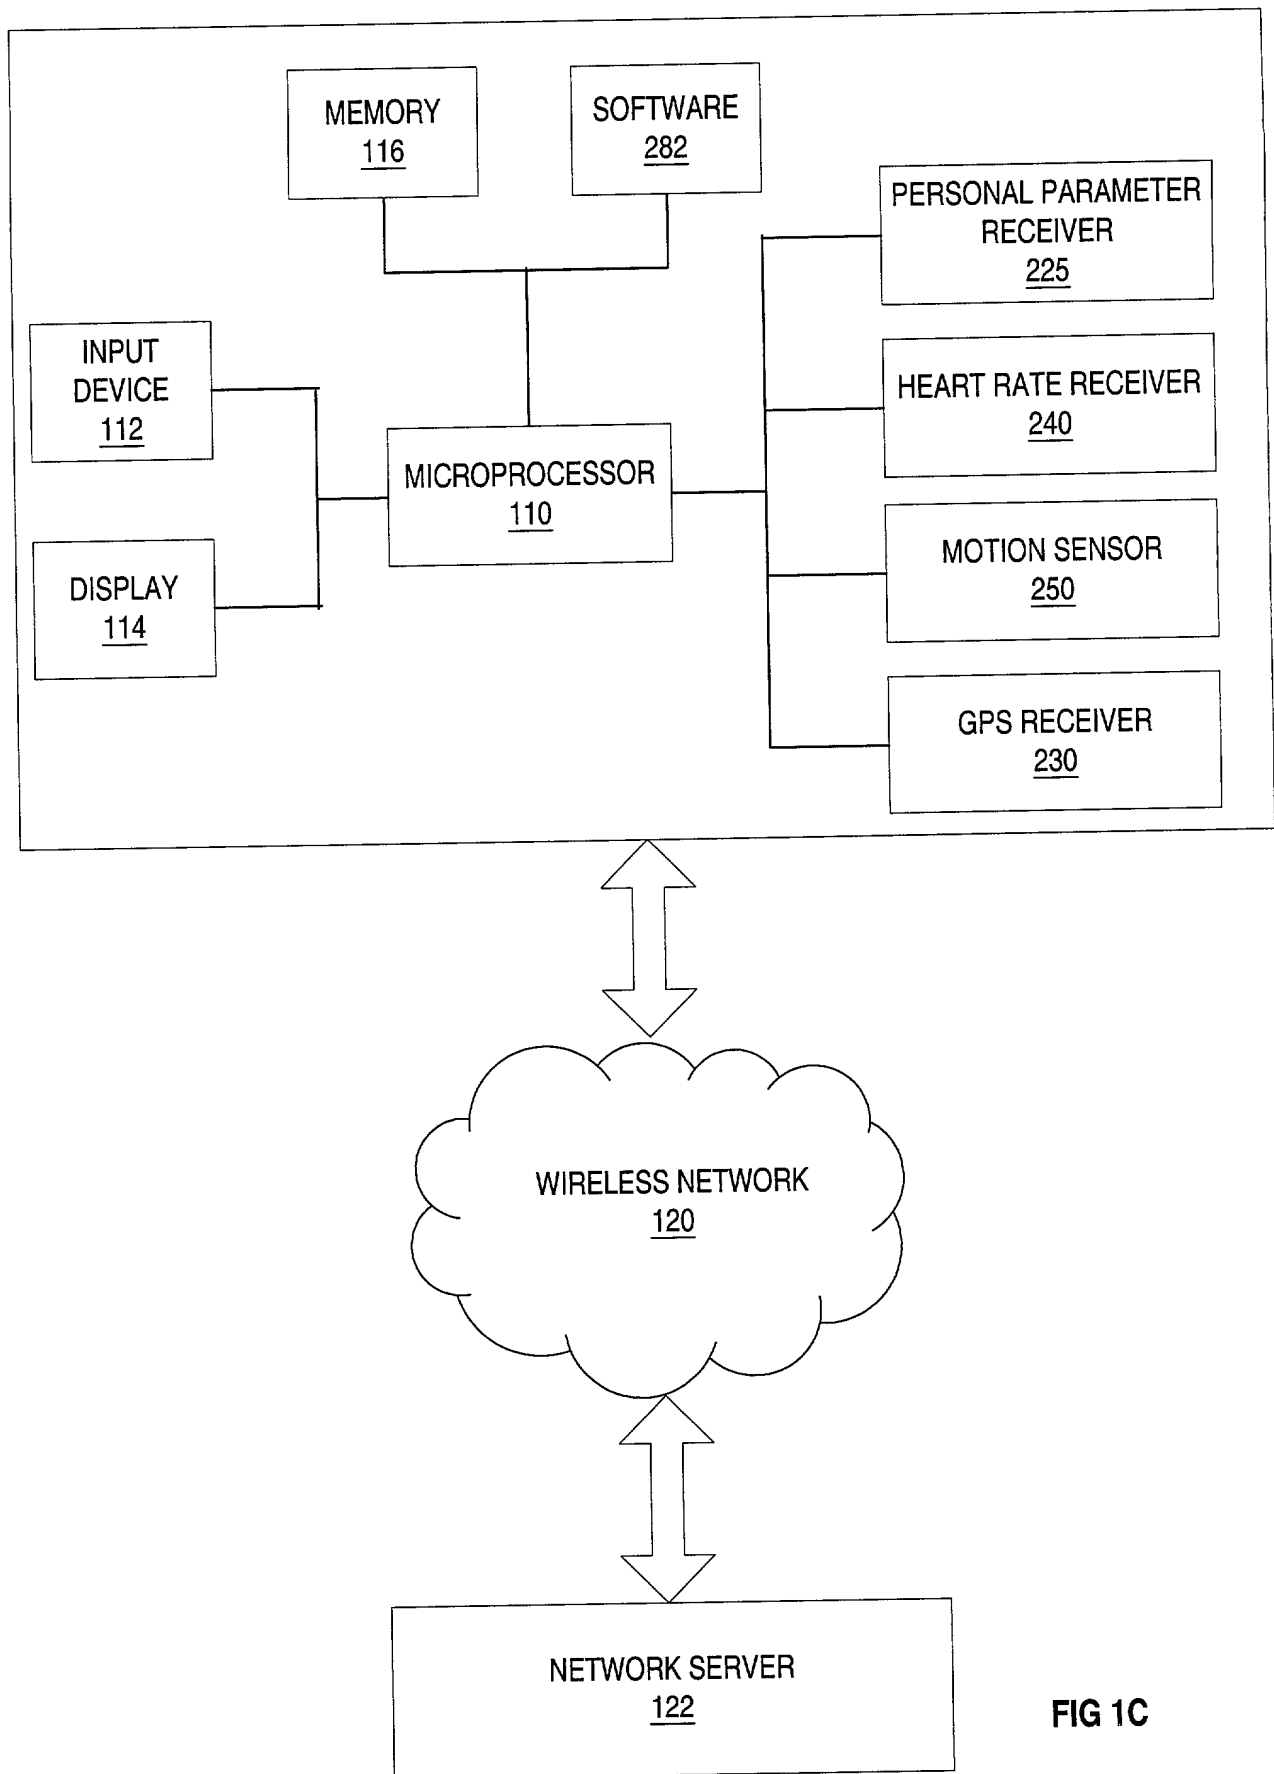 MEMORY
116
SOFTWARE
282
PERSONAL PARAMETER
RECEIVER
225
INPUT
DEVICE
112
HEART RATE RECEIVER
240
MICROPROCESSOR
110
MOTION SENSOR
250
DISPLAY
114
GPS RECEIVER
230
WIRELESS NETWORK
120
NETWORK SERVER
122
FIG 1C